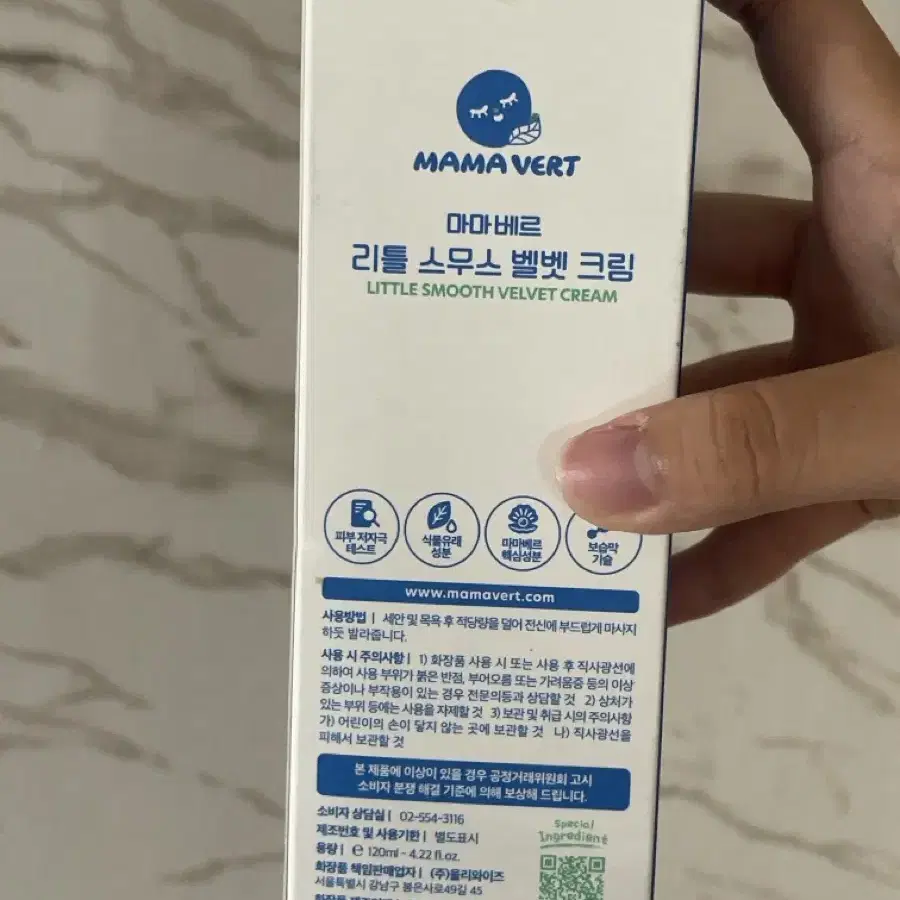 MAMA VERT
마마베르
리틀 스무스 벨벳 크림
LITTLE SMOOTH VELVET CREAM
피부 저자극
테스트
식물유래
성분
마마베르
핵심성분
보습막
기술
www.mamavert.com
사용방법 | 세안 및 목욕 후 적당량을 덜어 전신에 부드럽게 마사지
하듯 발라줍니다.
사용 시 주의사항 | 1) 화장품 사용 시 또는 사용 후 직사광선에
의하여 사용 부위가 붉은 반점, 부어오름 또는 가려움증 등의 이상
증상이나 부작용이 있는 경우 전문의등과 상담할 것 2) 상처가
있는 부위 등에는 사용을 자제할 것 3) 보관 및 취급 시의 주의사항
가) 어린이의 손이 닿지 않는 곳에 보관할 것 나) 직사광선을
피해서 보관할 것
본 제품에 이상이 있을 경우 공정거래위원회 고시
소비자 분쟁 해결 기준에 의해 보상해 드립니다.
소비자 상담실 | 02-554-3116
제조번호 및 사용기한 | 별도표시
용량 | ℮ 120ml - 4.22 fl.oz.
화장품 책임판매업자 | (주)올리와이즈
서울특별시 강남구 봉은사로49길 45
Special
Ingredient